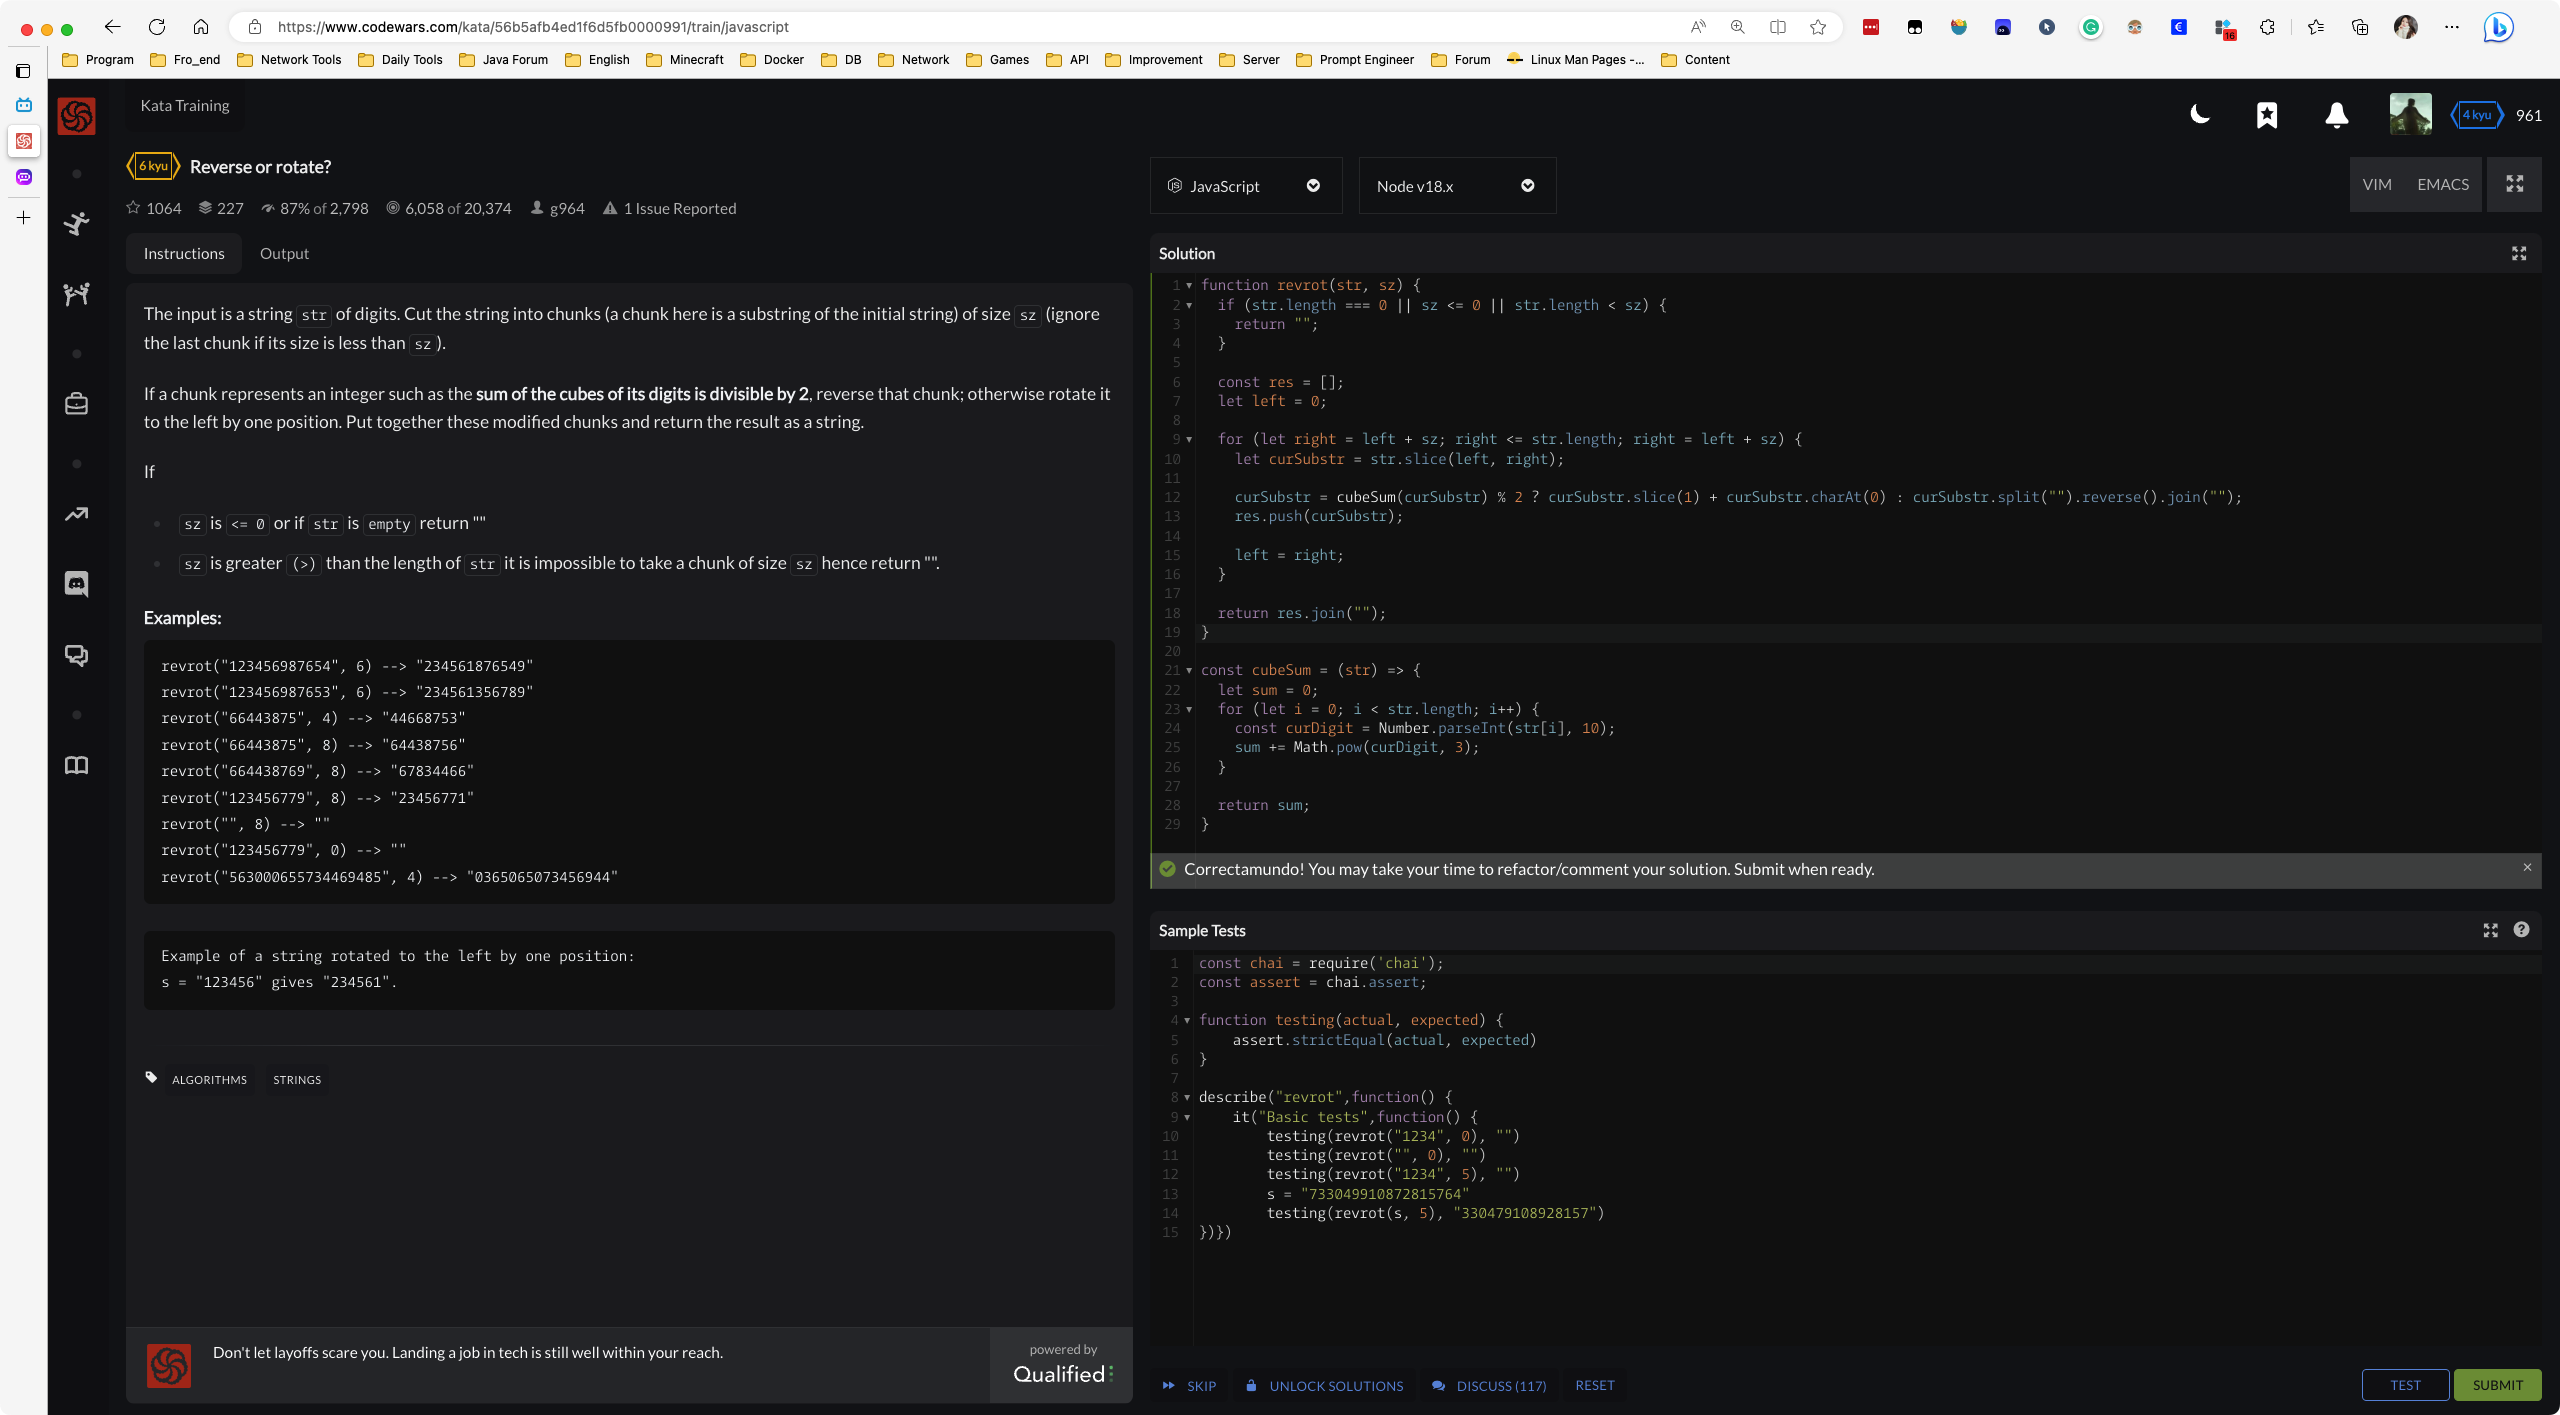 https://www.codewars.com/kata/56b5afb4ed1f6d5fb0000991/train/javascript
16
Program Fro_end Network Tools Daily Tools Java Forum English Minecraft Docker DB Network Games API Improvement Server Prompt Engineer Forum Linux Man Pages -... Content
Kata Training
4 kyu 961
6 kyu Reverse or rotate?
1064 227 87% of 2,798 6,058 of 20,374 g964 1 Issue Reported
JavaScript Node v18.x VIM EMACS
Instructions Output
The input is a string str of digits. Cut the string into chunks (a chunk here is a substring of the initial string) of size sz (ignore
the last chunk if its size is less than sz ).
If a chunk represents an integer such as the sum of the cubes of its digits is divisible by 2, reverse that chunk; otherwise rotate it
to the left by one position. Put together these modified chunks and return the result as a string.
If
sz is <= 0 or if str is empty return ""
sz is greater (>) than the length of str it is impossible to take a chunk of size sz hence return "".
Examples:
revrot("123456987654", 6) --> "234561876549"
revrot("123456987653", 6) --> "234561356789"
revrot("66443875", 4) --> "44668753"
revrot("66443875", 8) --> "64438756"
revrot("664438769", 8) --> "67834466"
revrot("123456779", 8) --> "23456771"
revrot("", 8) --> ""
revrot("123456779", 0) --> ""
revrot("563000655734469485", 4) --> "0365065073456944"
Example of a string rotated to the left by one position:
s = "123456" gives "234561".
ALGORITHMS STRINGS
Don't let layoffs scare you. Landing a job in tech is still well within your reach.
powered by
Qualified
Solution
1 function revrot(str, sz) {
2 if (str.length === 0 || sz <= 0 || str.length < sz) {
3 return "";
4 }
5
6 const res = [];
7 let left = 0;
8
9 for (let right = left + sz; right <= str.length; right = left + sz) {
10 let curSubstr = str.slice(left, right);
11
12 curSubstr = cubeSum(curSubstr) % 2 ? curSubstr.slice(1) + curSubstr.charAt(0) : curSubstr.split("").reverse().join("");
13 res.push(curSubstr);
14
15 left = right;
16 }
17
18 return res.join("");
19 }
20
21 const cubeSum = (str) => {
22 let sum = 0;
23 for (let i = 0; i < str.length; i++) {
24 const curDigit = Number.parseInt(str[i], 10);
25 sum += Math.pow(curDigit, 3);
26 }
27
28 return sum;
29 }
Correctamundo! You may take your time to refactor/comment your solution. Submit when ready.
Sample Tests
1 const chai = require('chai');
2 const assert = chai.assert;
3
4 function testing(actual, expected) {
5 assert.strictEqual(actual, expected)
6 }
7
8 describe("revrot",function() {
9 it("Basic tests",function() {
10 testing(revrot("1234", 0), "")
11 testing(revrot("", 0), "")
12 testing(revrot("1234", 5), "")
13 s = "733049910872815764"
14 testing(revrot(s, 5), "330479108928157")
15 })})
SKIP UNLOCK SOLUTIONS DISCUSS (117) RESET TEST SUBMIT